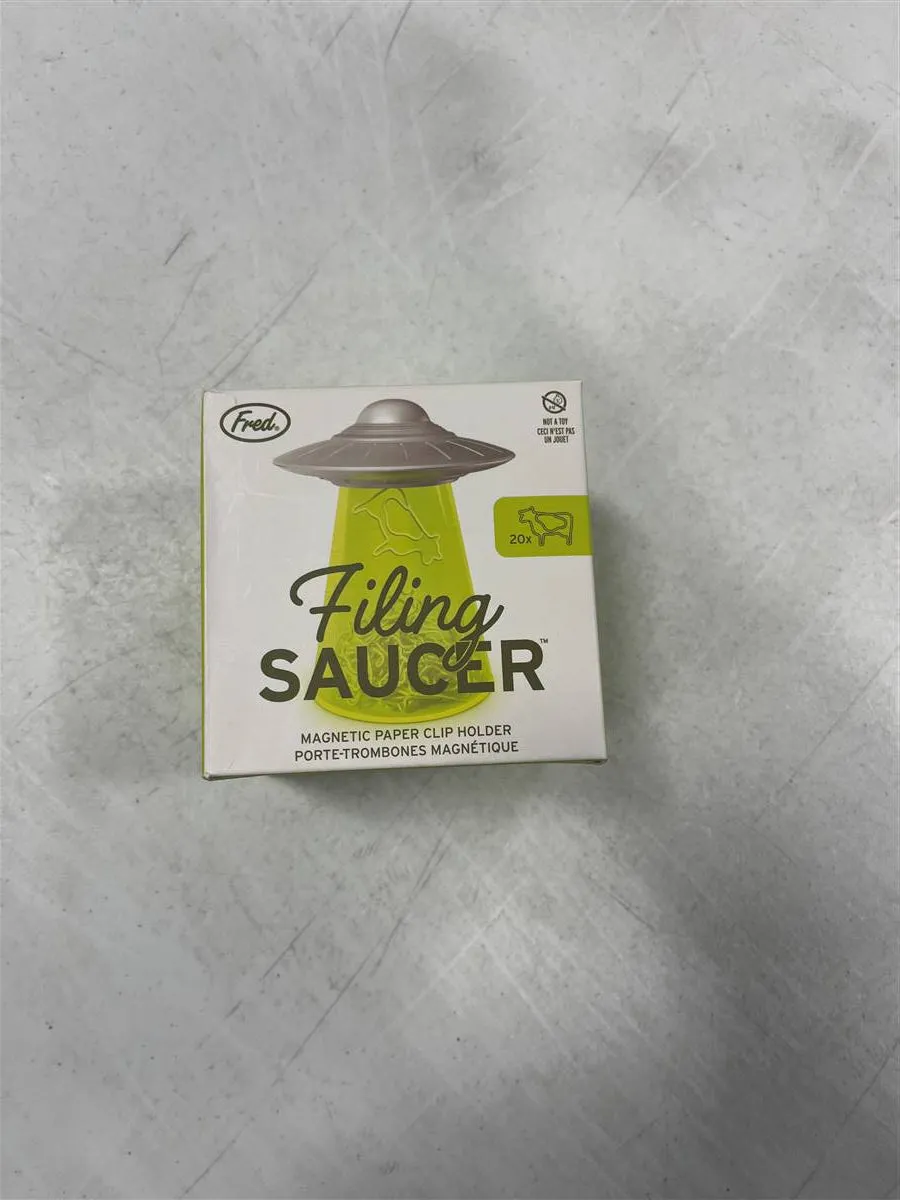 Fred®
NOT A TOY
CECI N'EST PAS
UN JOUET
20x
Filing
SAUCER™
MAGNETIC PAPER CLIP HOLDER
PORTE-TROMBONES MAGNÉTIQUE